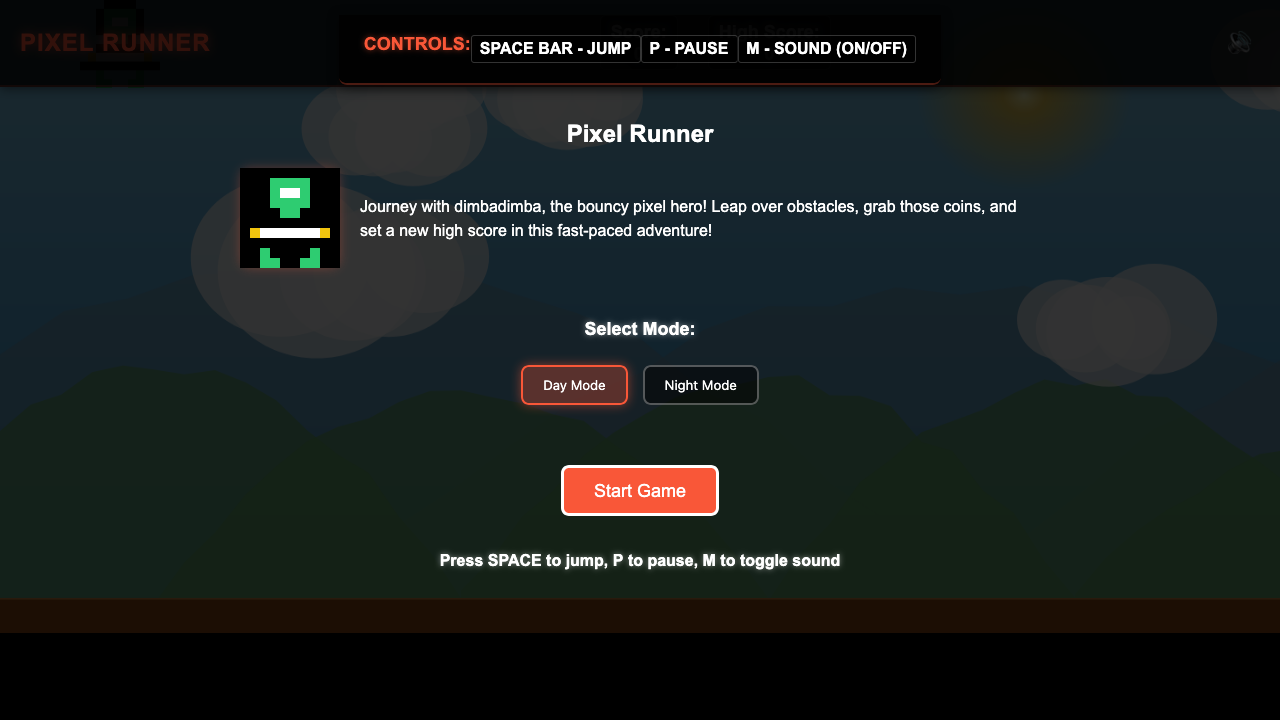 PIXEL RUNNER
Score:
High Score:
CONTROLS: SPACE BAR - JUMP P - PAUSE M - SOUND (ON/OFF)
Pixel Runner
Journey with dimbadimba, the bouncy pixel hero! Leap over obstacles, grab those coins, and
set a new high score in this fast-paced adventure!
Select Mode:
Day Mode
Night Mode
Start Game
Press SPACE to jump, P to pause, M to toggle sound